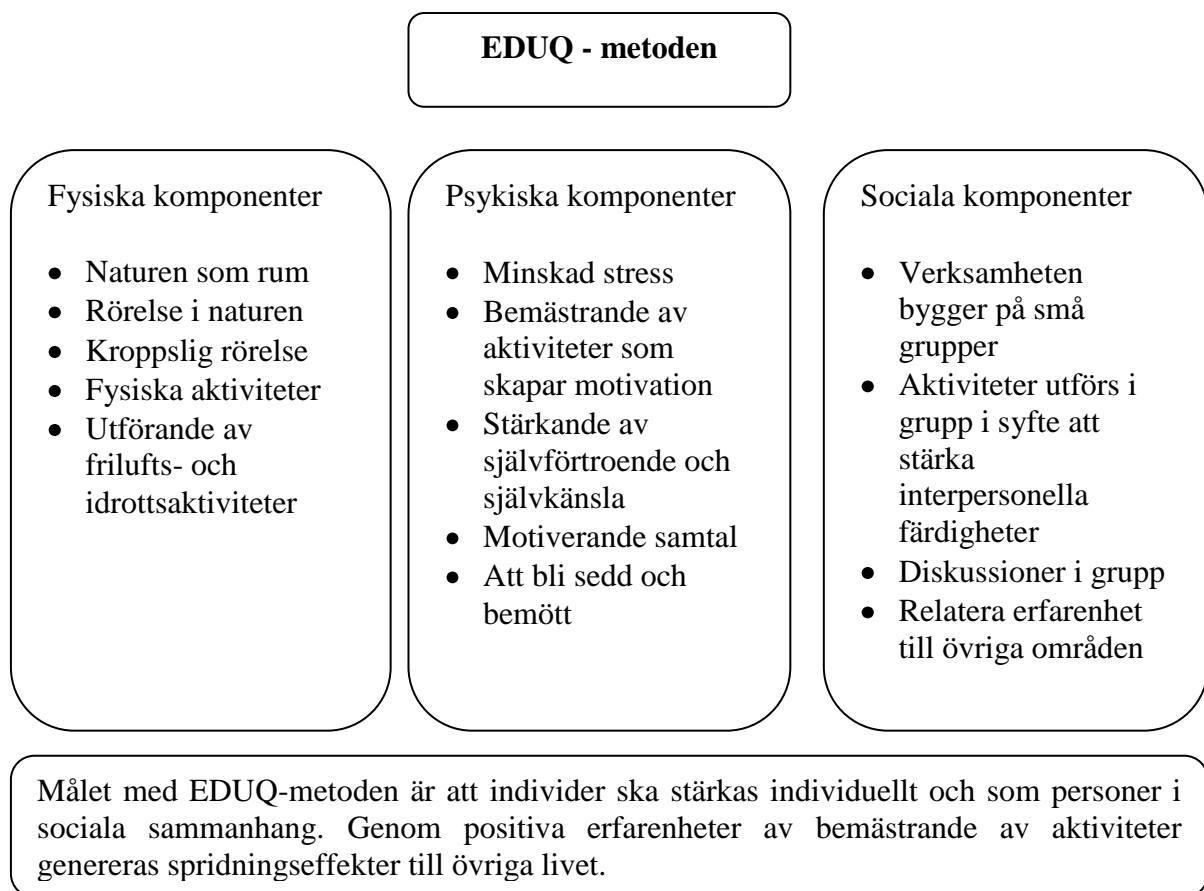 EDUQ - metoden
Fysiska komponenter
• Naturen som rum
• Rörelse i naturen
• Kroppslig rörelse
• Fysiska aktiviteter
• Utförande av
frilufts- och
idrottsaktiviteter
Psykiska komponenter
• Minskad stress
• Bemästrande av
aktiviteter som
skapar motivation
• Stärkande av
självförtroende och
självkänsla
• Motiverande samtal
• Att bli sedd och
bemött
Sociala komponenter
• Verksamheten
bygger på små
grupper
• Aktiviteter utförs i
grupp i syfte att
stärka
interpersonella
färdigheter
• Diskussioner i grupp
• Relatera erfarenhet
till övriga områden
Målet med EDUQ-metoden är att individer ska stärkas individuellt och som personer i
sociala sammanhang. Genom positiva erfarenheter av bemästrande av aktiviteter
genereras spridningseffekter till övriga livet.